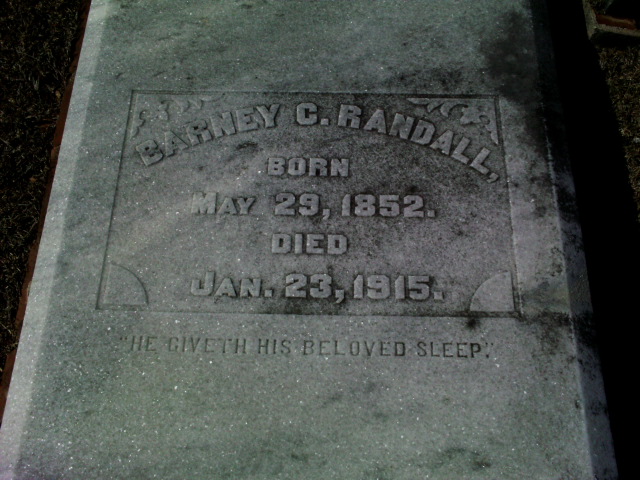 BARNEY C. RANDALL,
BORN
MAY 29, 1852.
DIED
JAN. 23, 1915.
"HE GIVETH HIS BELOVED SLEEP."